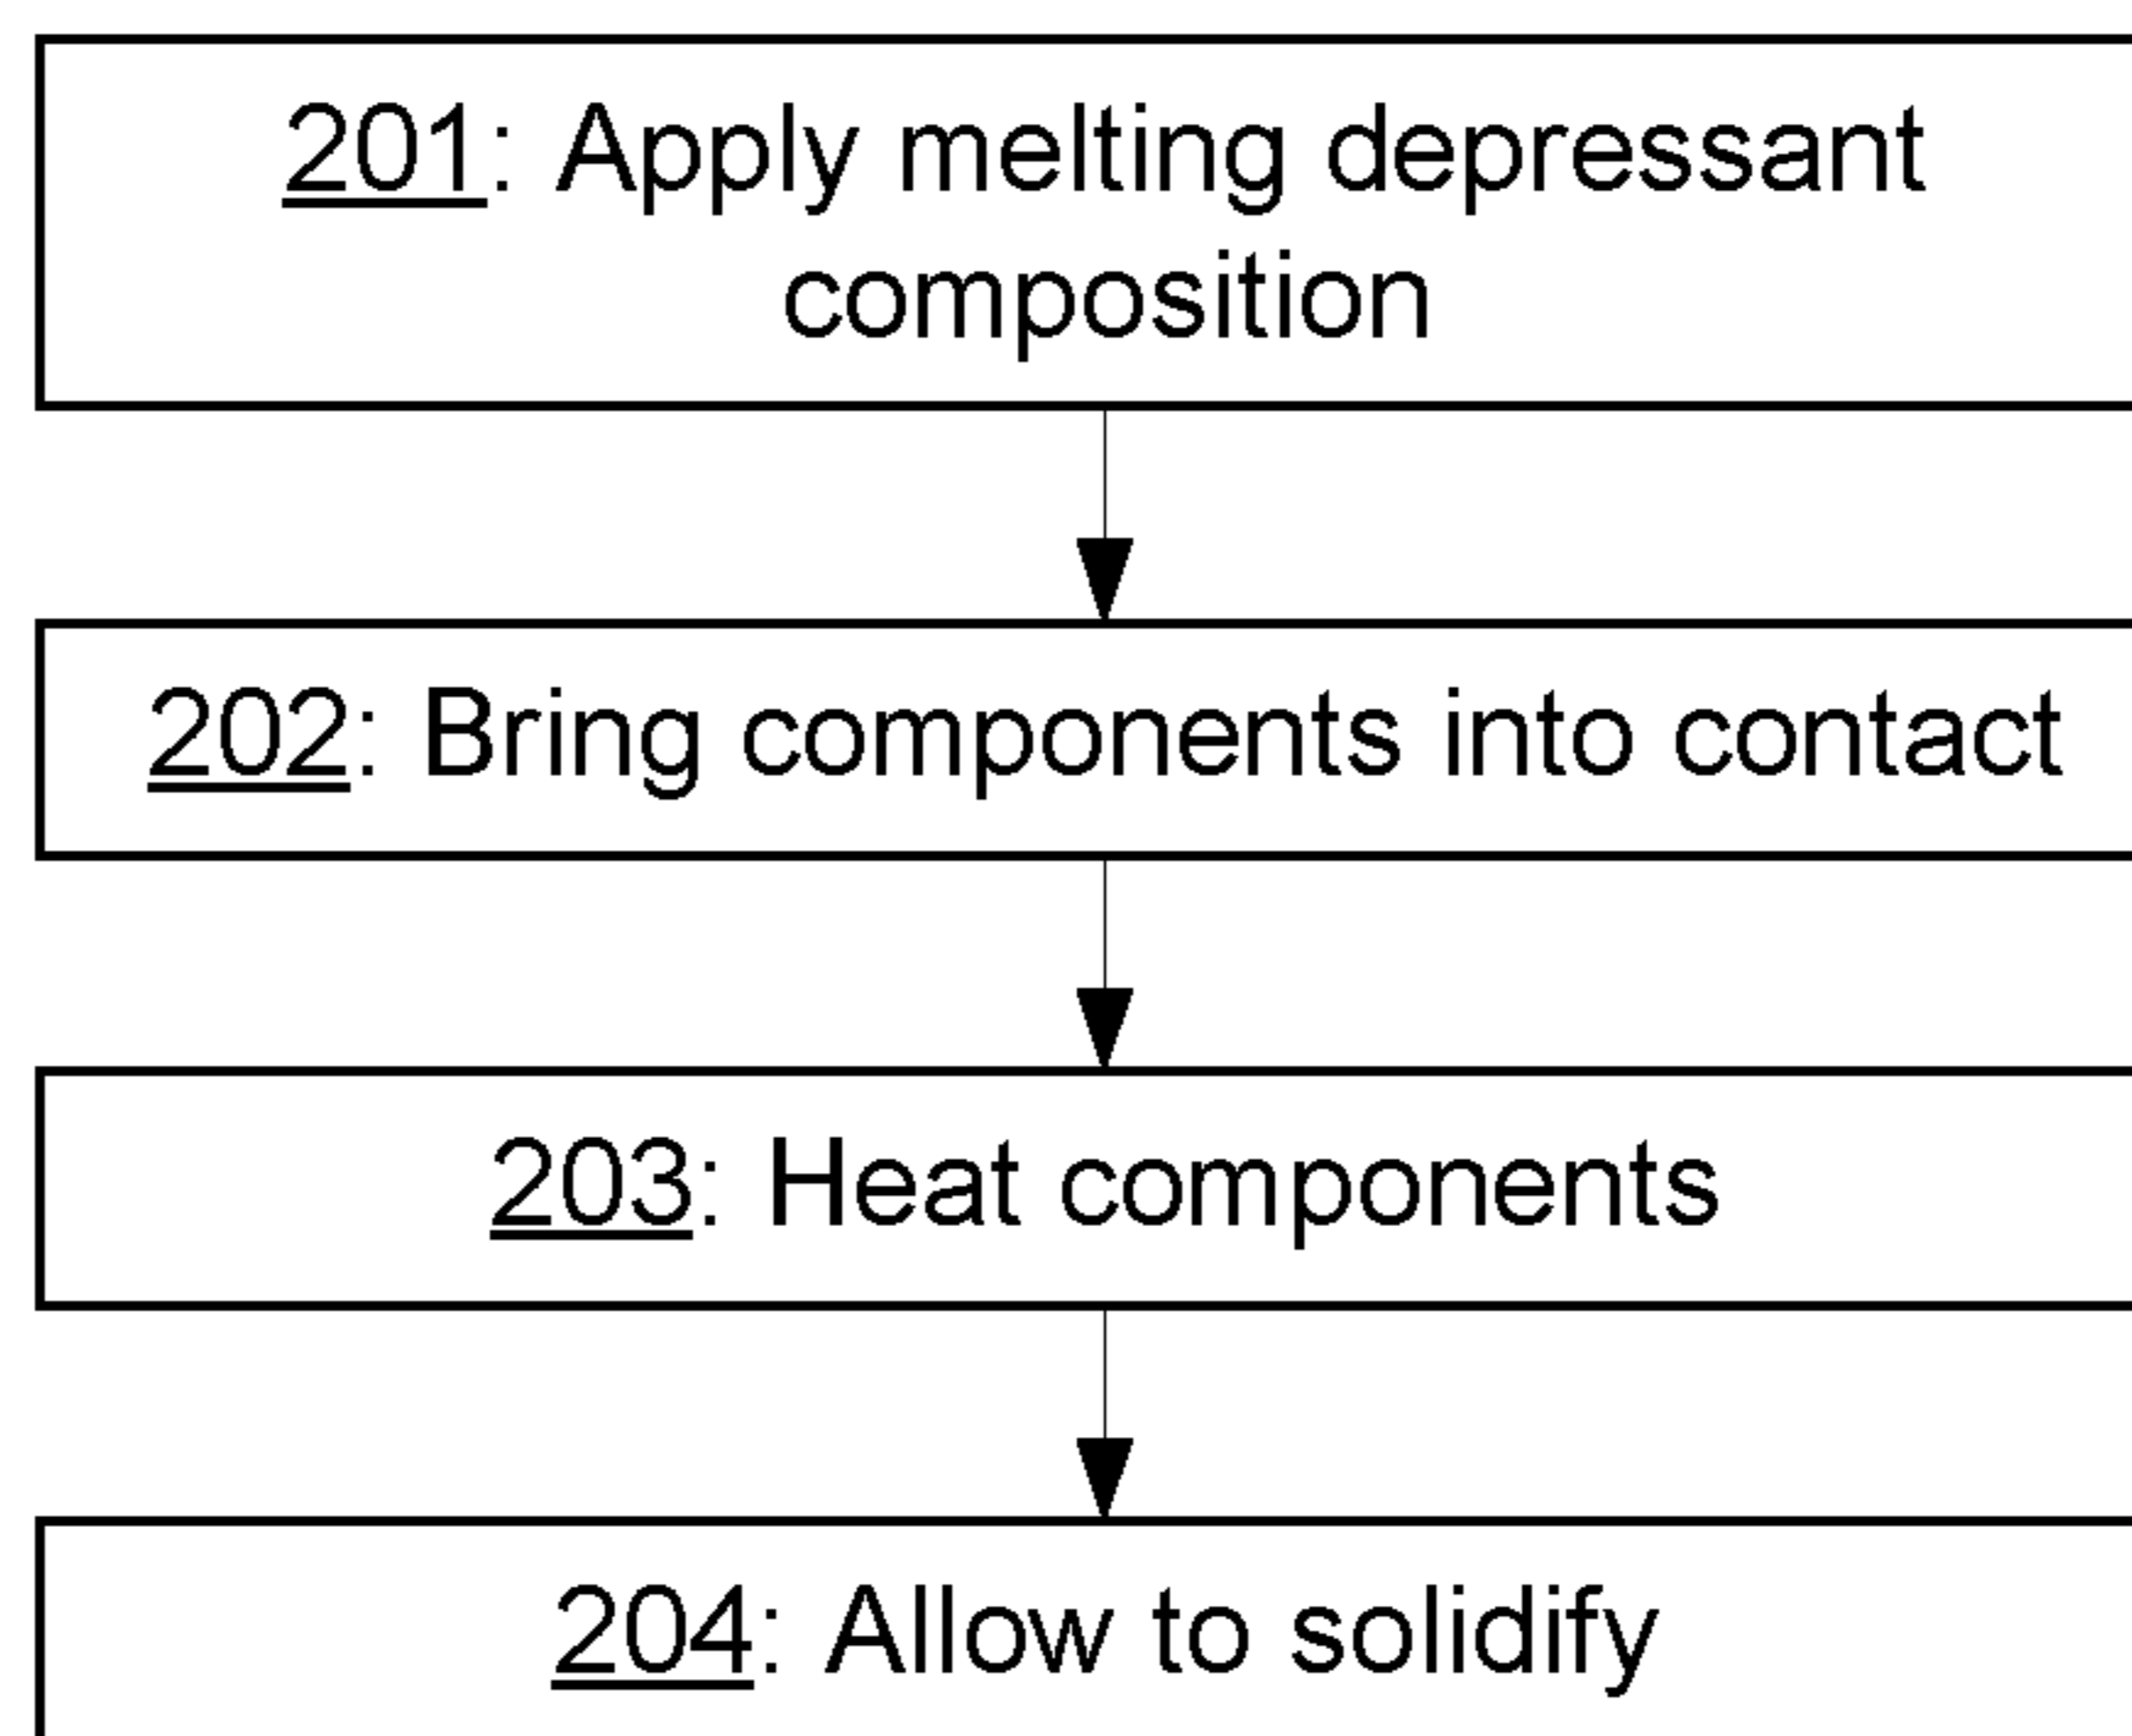 201: Apply melting depressant
composition
202: Bring components into contact
203: Heat components
204: Allow to solidify